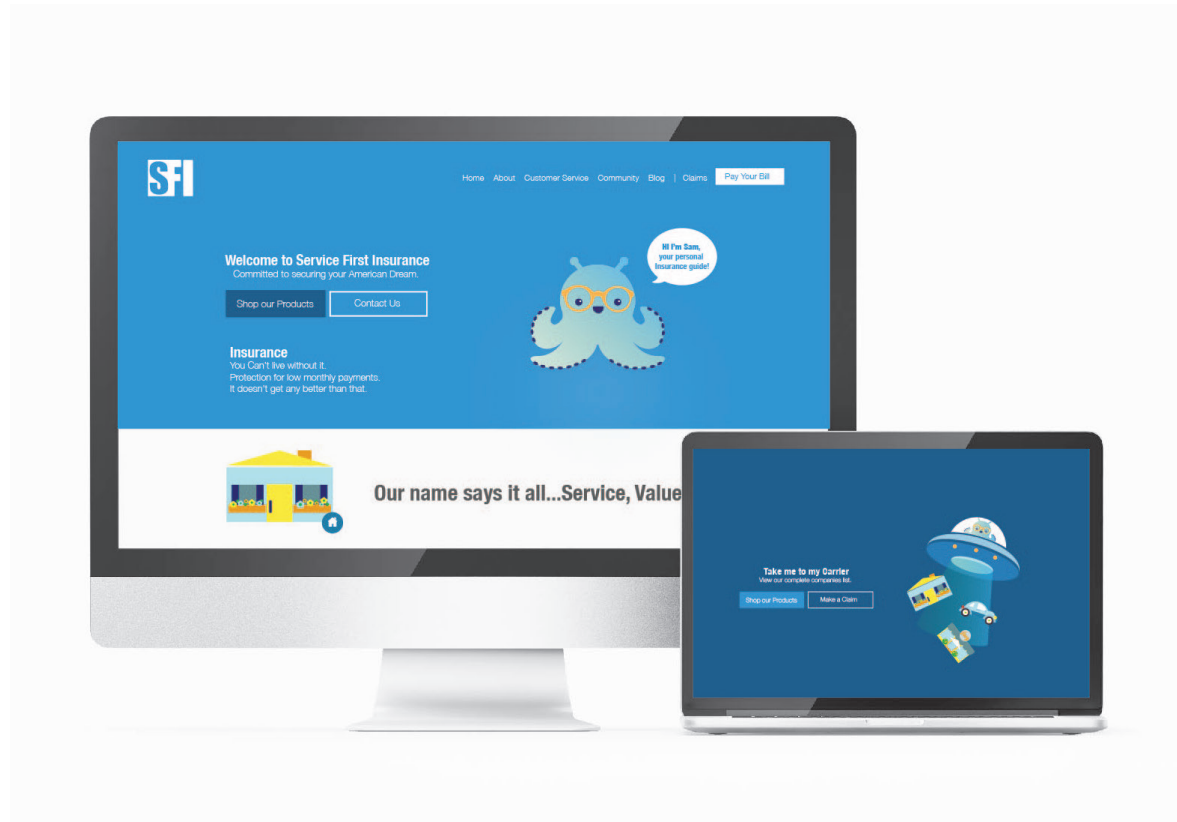 SFI
Home About Customer Service Community Blog | Claims Pay Your Bill
Hi I'm Sam,
your personal
Insurance guide!
Welcome to Service First Insurance
Committed to securing your American Dream.
Shop our Products Contact Us
Insurance
You Can't live without it.
Protection for low monthly payments.
It doesn't get any better than that.
Our name says it all...Service, Value
Take me to my Carrier
View our complete companies list.
Shop our Products Make a Claim